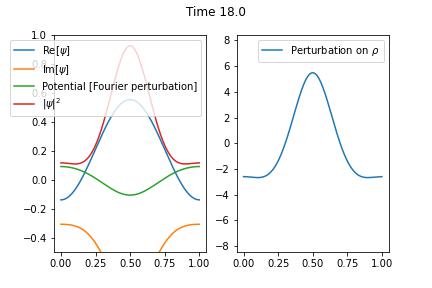 Time 18.0
1.0
0.8
0.6
0.4
0.2
0.0
−0.2
−0.4
Re[ψ]
Im[ψ]
Potential [Fourier perturbation]
|ψ|²
0.00 0.25 0.50 0.75 1.00
8
6
4
2
0
−2
−4
−6
−8
Perturbation on ρ
0.00 0.25 0.50 0.75 1.00